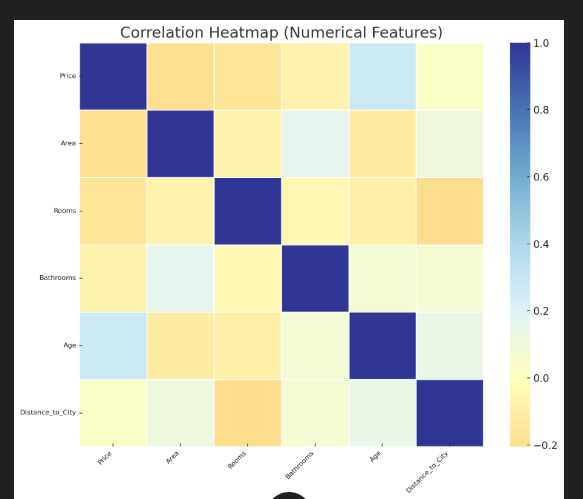 Correlation Heatmap (Numerical Features)
Price
Area
Rooms
Bathrooms
Age
Distance_to_City
Price
Area
Rooms
Bathrooms
Age
Distance_to_City
1.0
0.8
0.6
0.4
0.2
0.0
−0.2